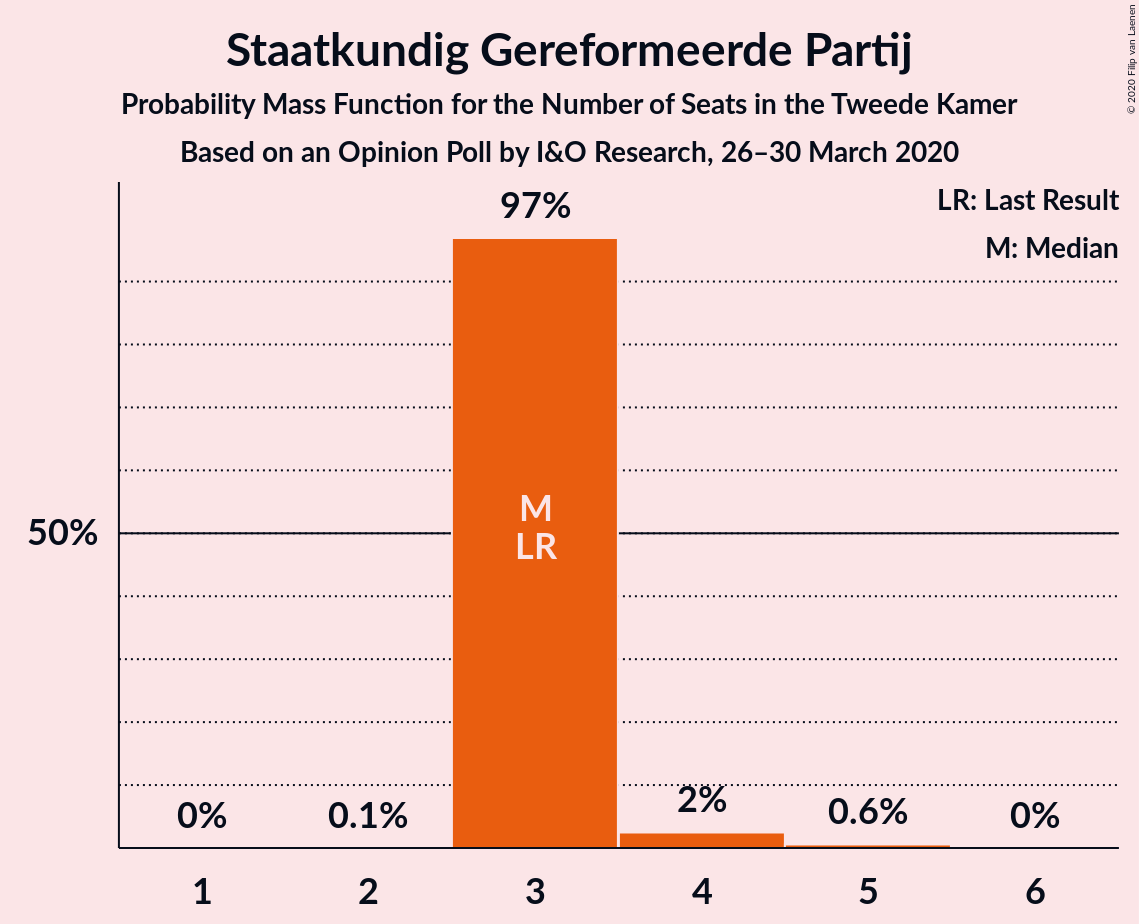 Staatkundig Gereformeerde Partij
Probability Mass Function for the Number of Seats in the Tweede Kamer
Based on an Opinion Poll by I&O Research, 26–30 March 2020
© 2020 Filip van Laenen
LR: Last Result
M: Median
97%
M
LR
50%
0%
0.1%
2%
0.6%
0%
1
2
3
4
5
6